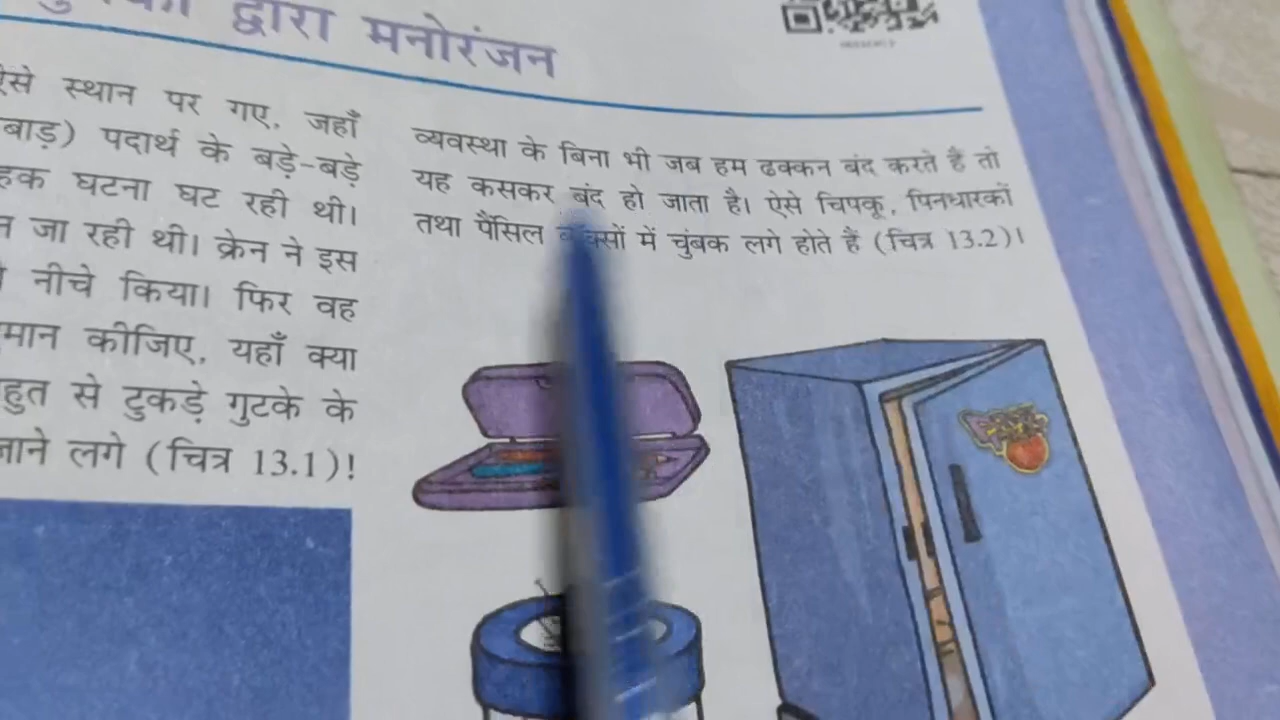 द्वारा मनोरंजन
स्थान पर गए, जहाँ
पदार्थ के बड़े-बड़े
घटना घट रही थी।
जा रही थी। क्रेन ने इस
नीचे किया। फिर वह
कीजिए, यहाँ क्या
से टुकड़े गुटके के
लगे (चित्र 13.1)!
व्यवस्था के बिना भी जब हम ढक्कन बंद करते हैं तो
यह कसकर बंद हो जाता है। ऐसे चिपकू, पिनधारकों
तथा पैंसिल में चुंबक लगे होते हैं (चित्र 13.2)।